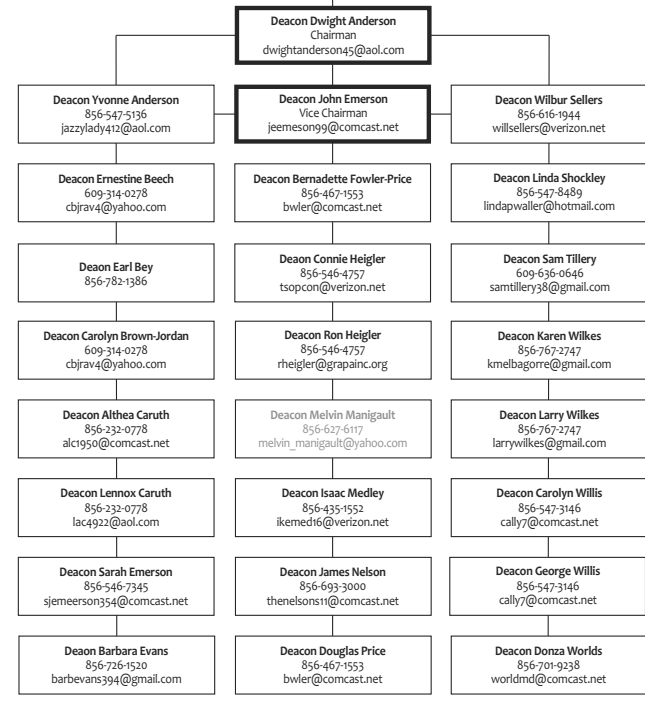 Deacon Dwight Anderson
Chairman
dwightanderson45@aol.com
Deacon Yvonne Anderson
856-547-5136
jazzylady412@aol.com
Deacon John Emerson
Vice Chairman
jeemeson99@comcast.net
Deacon Wilbur Sellers
856-616-1944
willsellers@verizon.net
Deacon Ernestine Beech
609-314-0278
cbjrav4@yahoo.com
Deacon Bernadette Fowler-Price
856-467-1553
bwler@comcast.net
Deacon Linda Shockley
856-547-8489
lindapwaller@hotmail.com
Deaon Earl Bey
856-782-1386
Deaon Connie Heigler
856-546-4757
tsopcon@verizon.net
Deacon Sam Tillery
609-636-0646
samtillery38@gmail.com
Deacon Carolyn Brown-Jordan
609-314-0278
cbjrav4@yahoo.com
Deacon Ron Heigler
856-546-4757
rheigler@grapainc.org
Deacon Karen Wilkes
856-767-2747
kmelbagorre@gmail.com
Deacon Althea Caruth
856-232-0778
alc1950@comcast.net
Deacon Melvin Manigault
856-627-6117
melvin_manigault@yahoo.com
Deacon Larry Wilkes
856-767-2747
larrywilkes@gmail.com
Deacon Lennox Caruth
856-232-0778
lac4922@aol.com
Deacon Isaac Medley
856-435-1552
ikemed16@verizon.net
Deacon Carolyn Willis
856-547-3146
cally7@comcast.net
Deacon Sarah Emerson
856-546-7345
sjemeerson354@comcast.net
Deacon James Nelson
856-693-3000
thenelsons11@comcast.net
Deacon George Willis
856-547-3146
cally7@comcast.net
Deaon Barbara Evans
856-726-1520
barbevans394@gmail.com
Deacon Douglas Price
856-467-1553
bwler@comcast.net
Deacon Donza Worlds
856-701-9238
worldmd@comcast.net